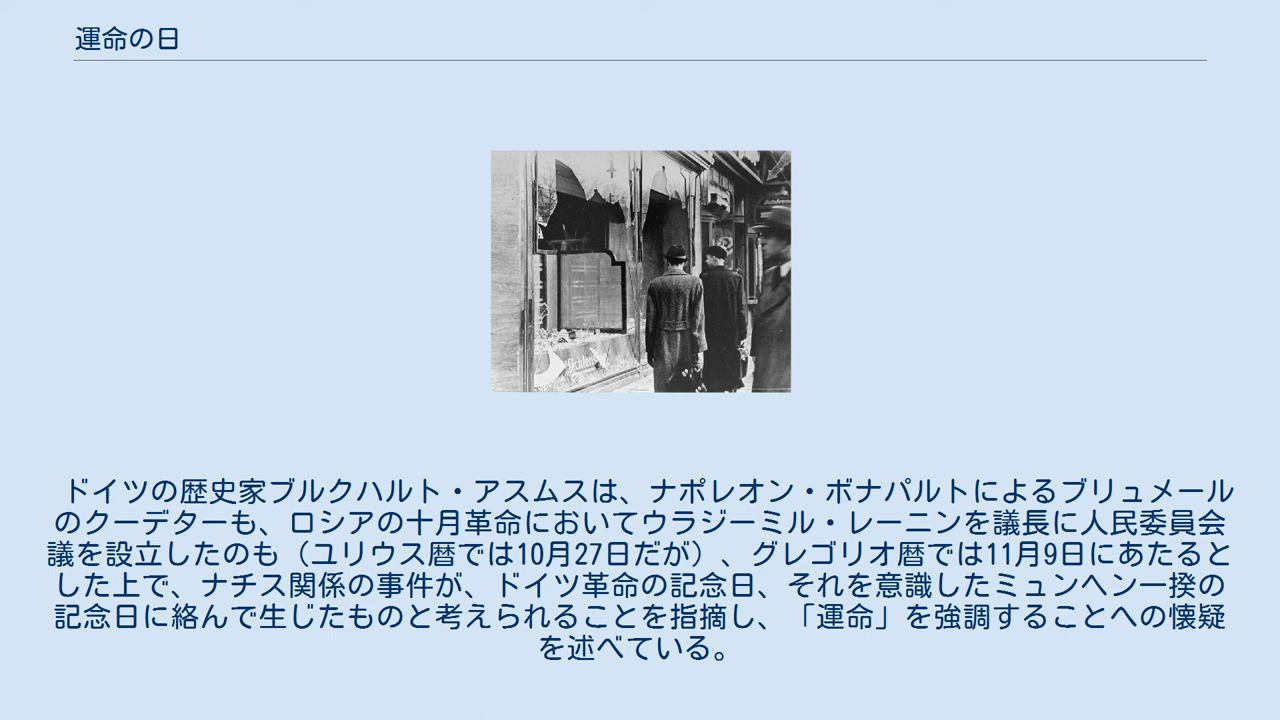 運命の日
ドイツの歴史家ブルクハルト・アスムスは、ナポレオン・ボナパルトによるブリュメール
のクーデターも、ロシアの十月革命においてウラジーミル・レーニンを議長に人民委員会
議を設立したのも（ユリウス暦では10月27日だが）、グレゴリオ暦では11月9日にあたると
した上で、ナチス関係の事件が、ドイツ革命の記念日、それを意識したミュンヘン一揆の
記念日に絡んで生じたものと考えられることを指摘し、「運命」を強調することへの懐疑
を述べている。